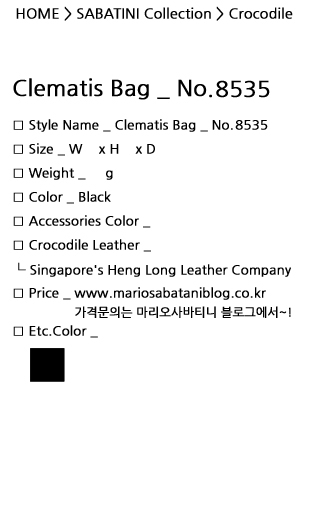 HOME > SABATINI Collection > Crocodile
Clematis Bag _ No.8535
□ Style Name _ Clematis Bag _ No.8535
□ Size _ W x H x D
□ Weight _ g
□ Color _ Black
□ Accessories Color _
□ Crocodile Leather _
└ Singapore's Heng Long Leather Company
□ Price _ www.mariosabataniblog.co.kr
가격문의는 마리오사바티니 블로그에서~!
□ Etc.Color _